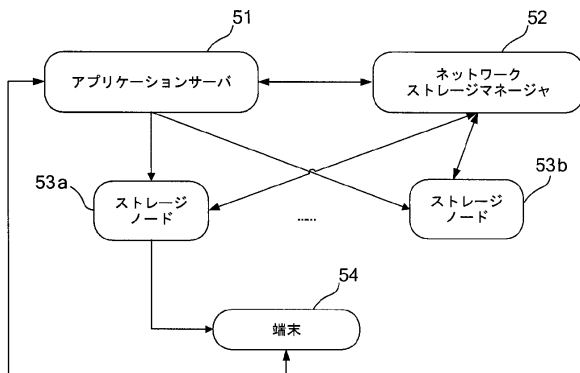 51
52
アプリケーションサーバ
ネットワーク
ストレージマネージャ
53a
53b
ストレージ
ノード
ストレージ
ノード
......
54
端末